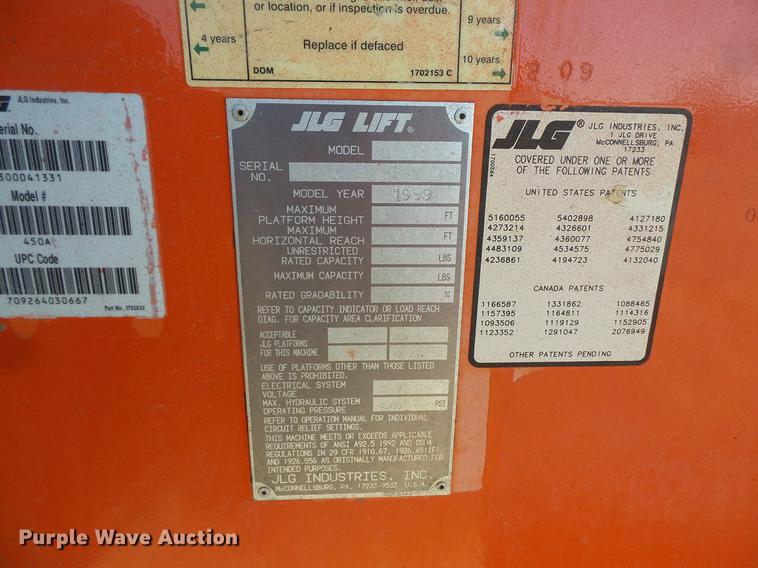 or location, or if inspection is overdue.
4 years
Replace if defaced
9 years
10 years
DOM
1702153 C
09
JLG Industries, Inc.
erial No.
300041331
Model #
450A
UPC Code
709264030667
Part No. 1705833
JLG LIFT®
MODEL
SERIAL
NO.
MODEL YEAR 1999
MAXIMUM
PLATFORM HEIGHT FT
MAXIMUM
HORIZONTAL REACH FT
UNRESTRICTED
RATED CAPACITY LBS
MAXIMUM CAPACITY LBS
RATED GRADABILITY %
REFER TO CAPACITY INDICATOR OR LOAD REACH
DIAG. FOR CAPACITY AREA CLARIFICATION
ACCEPTABLE
JLG PLATFORMS
FOR THIS MACHINE
USE OF PLATFORMS OTHER THAN THOSE LISTED
ABOVE IS PROHIBITED.
ELECTRICAL SYSTEM
VOLTAGE
MAX. HYDRAULIC SYSTEM
OPERATING PRESSURE PSI
REFER TO OPERATION MANUAL FOR INDIVIDUAL
CIRCUIT RELIEF SETTINGS.
THIS MACHINE MEETS OR EXCEEDS APPLICABLE
REQUIREMENTS OF ANSI A92.5 1992 AND OSHA
REGULATIONS IN 29 CFR 1910.67, 1926.451(F)
AND 1926.556 AS ORIGINALLY MANUFACTURED FOR
INTENDED PURPOSES.
JLG INDUSTRIES, INC.
McCONNELLSBURG, PA. 17233-9533 U.S.A.
JLG® JLG INDUSTRIES, INC.
1 JLG DRIVE
McCONNELLSBURG, PA
17233
1700584
COVERED UNDER ONE OR MORE
OF THE FOLLOWING PATENTS
UNITED STATES PATENTS
5160055 5402898 4127180
4273214 4326601 4331215
4359137 4360077 4754840
4483109 4534575 4775029
4236861 4194723 4132040
CANADA PATENTS
1166587 1331862 1088465
1157395 1164811 1114316
1093506 1119129 1152905
1123352 1291047 2076949
OTHER PATENTS PENDING
Purple Wave Auction